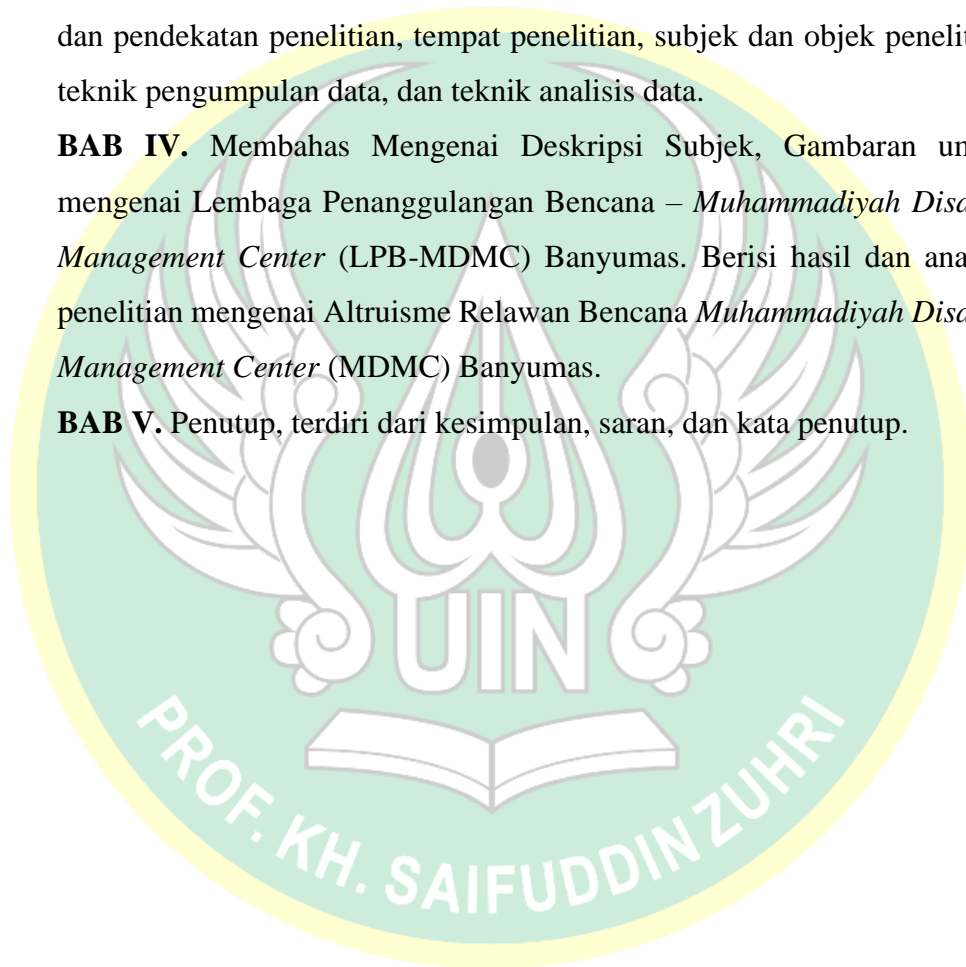 dan pendekatan penelitian, tempat penelitian, subjek dan objek penelit
teknik pengumpulan data, dan teknik analisis data.
BAB IV. Membahas Mengenai Deskripsi Subjek, Gambaran un
mengenai Lembaga Penanggulangan Bencana – Muhammadiyah Disa
Management Center (LPB-MDMC) Banyumas. Berisi hasil dan ana
penelitian mengenai Altruisme Relawan Bencana Muhammadiyah Disa
Management Center (MDMC) Banyumas.
BAB V. Penutup, terdiri dari kesimpulan, saran, dan kata penutup.
UIN
PROF. KH. SAIFUDDIN ZUHRI